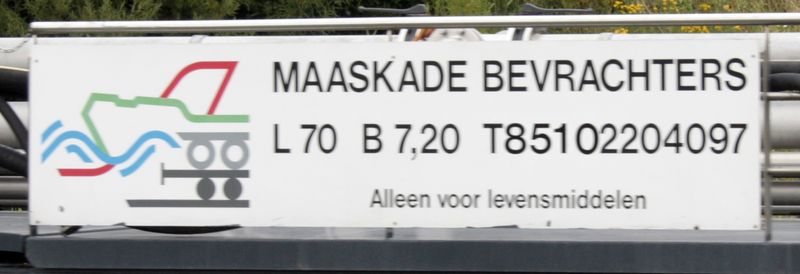 MAASKADE BEVRACHTERS
L 70 B 7,20 T85102204097
Alleen voor levensmiddelen